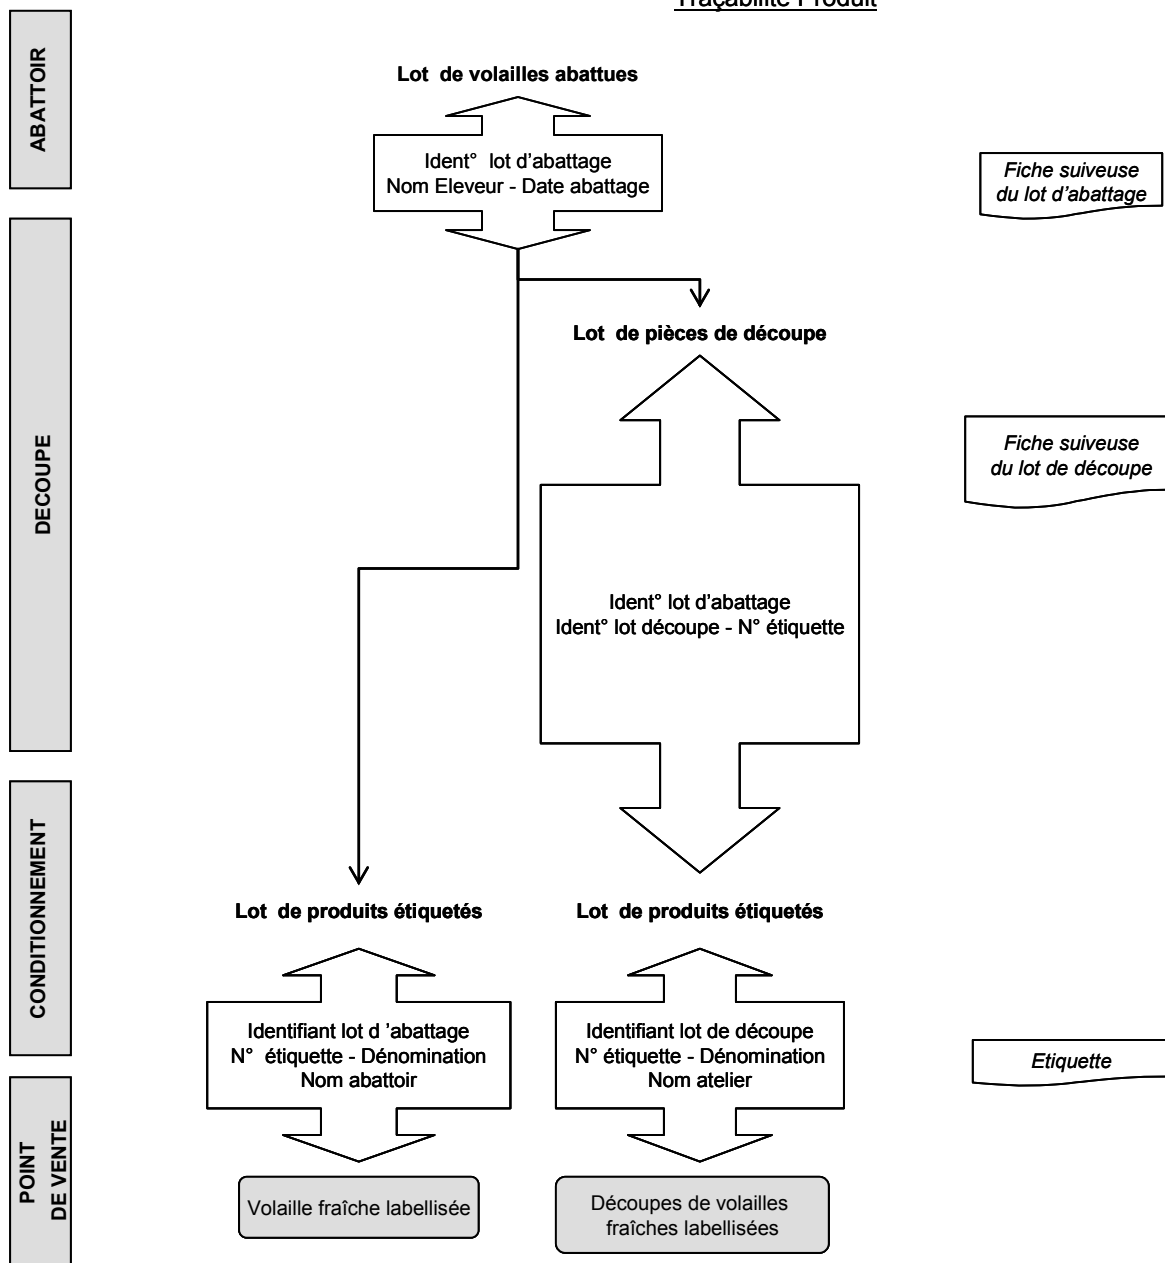 Traçabilité Produit
ABATTOIR
Lot de volailles abattues
Ident° lot d'abattage
Nom Eleveur - Date abattage
Fiche suiveuse
du lot d'abattage
DECOUPE
Lot de pièces de découpe
Fiche suiveuse
du lot de découpe
Ident° lot d'abattage
Ident° lot découpe - N° étiquette
CONDITIONNEMENT
Lot de produits étiquetés
Lot de produits étiquetés
Identifiant lot d 'abattage
N° étiquette - Dénomination
Nom abattoir
Identifiant lot de découpe
N° étiquette - Dénomination
Nom atelier
Etiquette
POINT
DE VENTE
Volaille fraîche labellisée
Découpes de volailles
fraîches labellisées